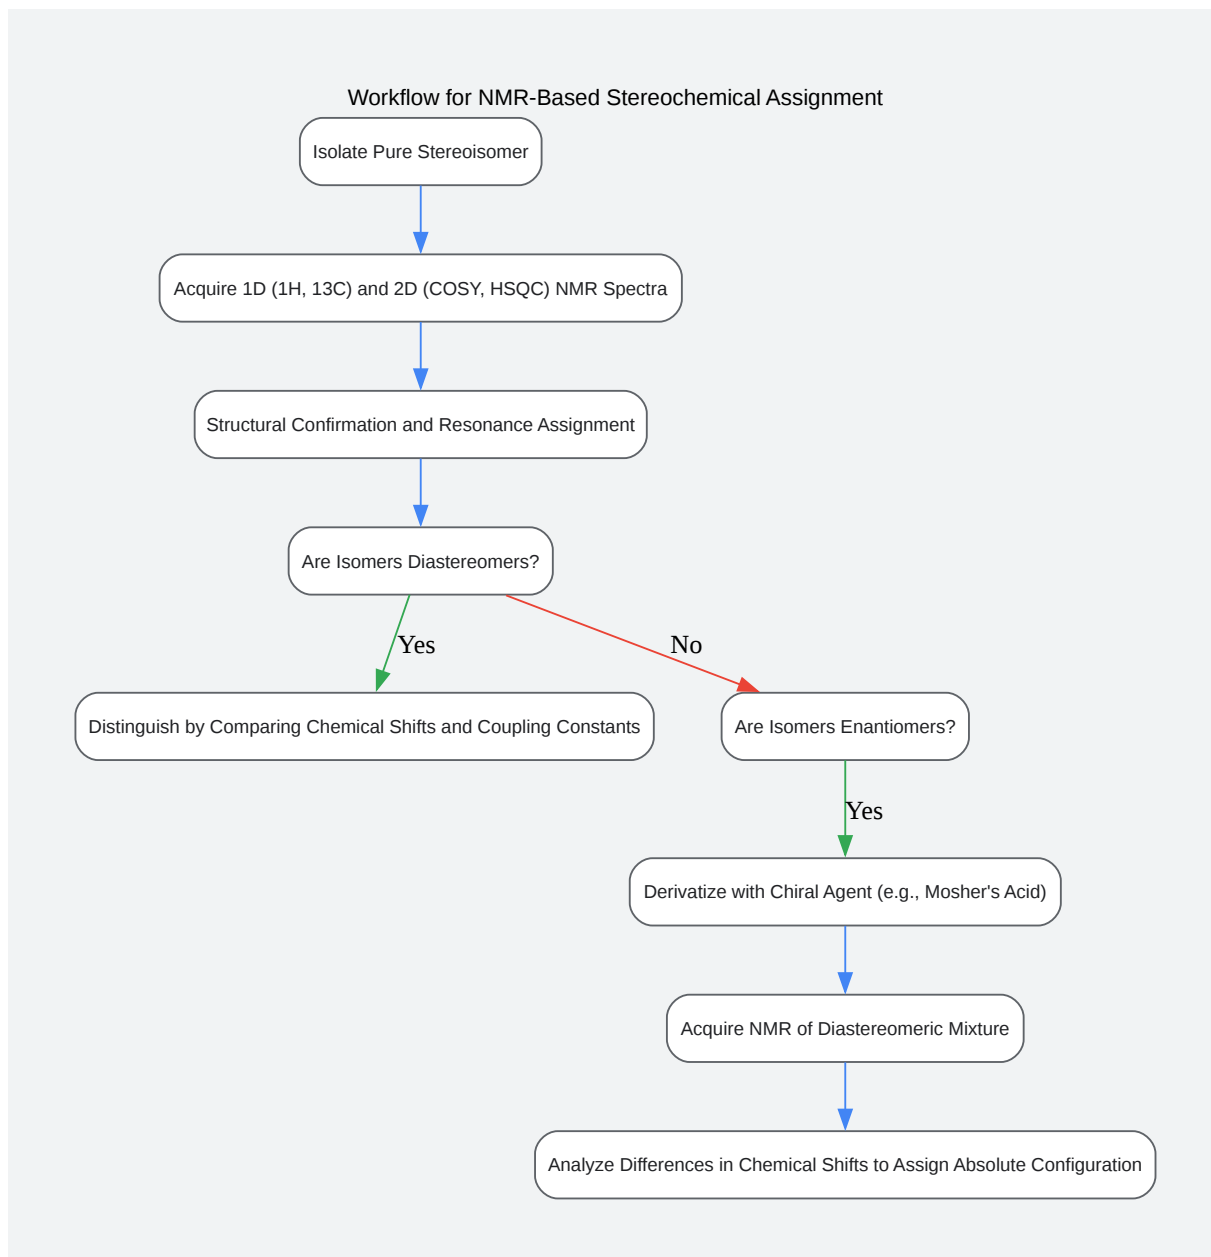 Workflow for NMR-Based Stereochemical Assignment
Isolate Pure Stereoisomer
Acquire 1D (1H, 13C) and 2D (COSY, HSQC) NMR Spectra
Structural Confirmation and Resonance Assignment
Are Isomers Diastereomers?
Yes
No
Distinguish by Comparing Chemical Shifts and Coupling Constants
Are Isomers Enantiomers?
Yes
Derivatize with Chiral Agent (e.g., Mosher's Acid)
Acquire NMR of Diastereomeric Mixture
Analyze Differences in Chemical Shifts to Assign Absolute Configuration